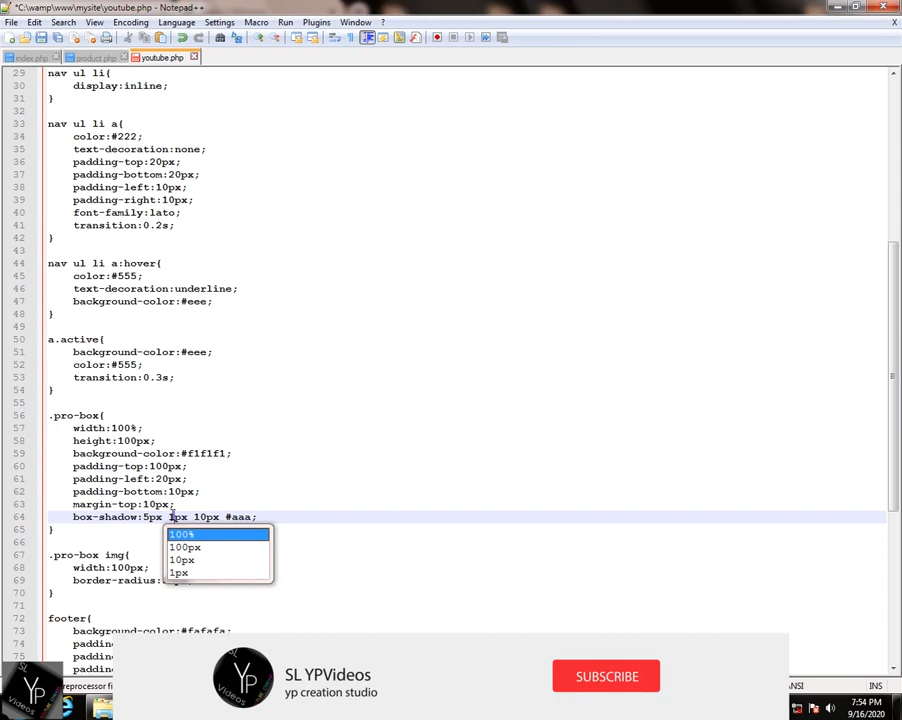 *C:\wamp\www\mysite\youtube.php - Notepad++
File Edit Search View Encoding Language Settings Macro Run Plugins Window ?
X
index.php product.php youtube.php
29 nav ul li{
30 display:inline;
31 }
32
33 nav ul li a{
34 color:#222;
35 text-decoration:none;
36 padding-top:20px;
37 padding-bottom:20px;
38 padding-left:10px;
39 padding-right:10px;
40 font-family:lato;
41 transition:0.2s;
42 }
43
44 nav ul li a:hover{
45 color:#555;
46 text-decoration:underline;
47 background-color:#eee;
48 }
49
50 a.active{
51 background-color:#eee;
52 color:#555;
53 transition:0.3s;
54 }
55
56 .pro-box{
57 width:100%;
58 height:100px;
59 background-color:#f1f1f1;
60 padding-top:100px;
61 padding-left:20px;
62 padding-bottom:10px;
63 margin-top:10px;
64 box-shadow:5px 1px 10px #aaa;
65 }
100%
66
100px
67 .pro-box img{
10px
68 width:100px;
1px
69 border-radius:
70 }
71
72 footer{
73 background-color:#fafafa;
74 paddin
75 paddin
paddin
SL YPVideos
yp creation studio
SUBSCRIBE
SL
YP
Videos
SL
YP
Videos
reprocessor fi
ANSI
INS
7:54 PM
9/16/2020